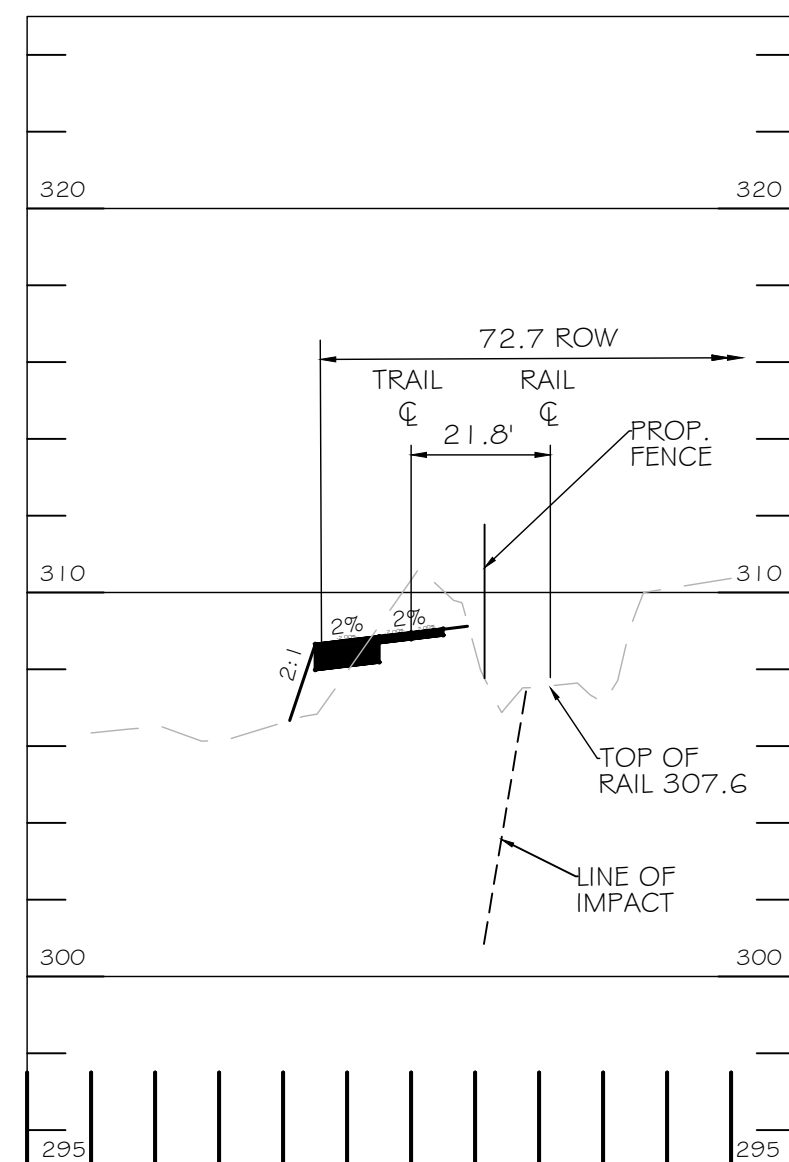 320
320
72.7 ROW
TRAIL
℄
RAIL
℄
21.8'
PROP.
FENCE
310
310
2%
2%
2:1
TOP OF
RAIL 307.6
LINE OF
IMPACT
300
300
295
295